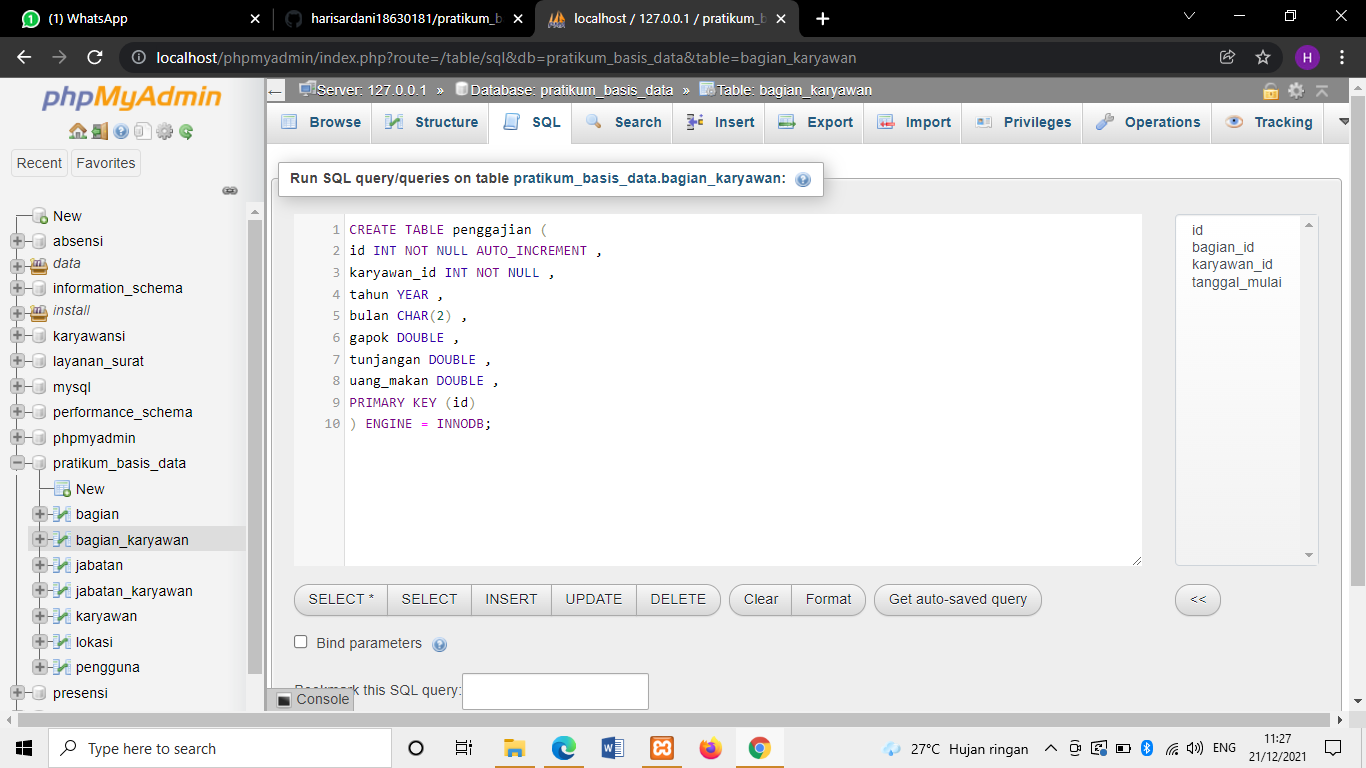 (1) WhatsApp
harisardani18630181/pratikum_b
localhost / 127.0.0.1 / pratikum_b
localhost/phpmyadmin/index.php?route=/table/sql&db=pratikum_basis_data&table=bagian_karyawan
H
phpMyAdmin
Recent
Favorites
New
absensi
data
information_schema
install
karyawansi
layanan_surat
mysql
performance_schema
phpmyadmin
pratikum_basis_data
New
bagian
bagian_karyawan
jabatan
jabatan_karyawan
karyawan
lokasi
pengguna
presensi
Server: 127.0.0.1 » Database: pratikum_basis_data » Table: bagian_karyawan
Browse
Structure
SQL
Search
Insert
Export
Import
Privileges
Operations
Tracking
Run SQL query/queries on table pratikum_basis_data.bagian_karyawan:
1 CREATE TABLE penggajian (
2 id INT NOT NULL AUTO_INCREMENT ,
3 karyawan_id INT NOT NULL ,
4 tahun YEAR ,
5 bulan CHAR(2) ,
6 gapok DOUBLE ,
7 tunjangan DOUBLE ,
8 uang_makan DOUBLE ,
9 PRIMARY KEY (id)
10 ) ENGINE = INNODB;
id
bagian_id
karyawan_id
tanggal_mulai
SELECT *
SELECT
INSERT
UPDATE
DELETE
Clear
Format
Get auto-saved query
<<
Bind parameters
Bookmark this SQL query:
Console
Type here to search
27°C Hujan ringan
ENG
11:27
21/12/2021